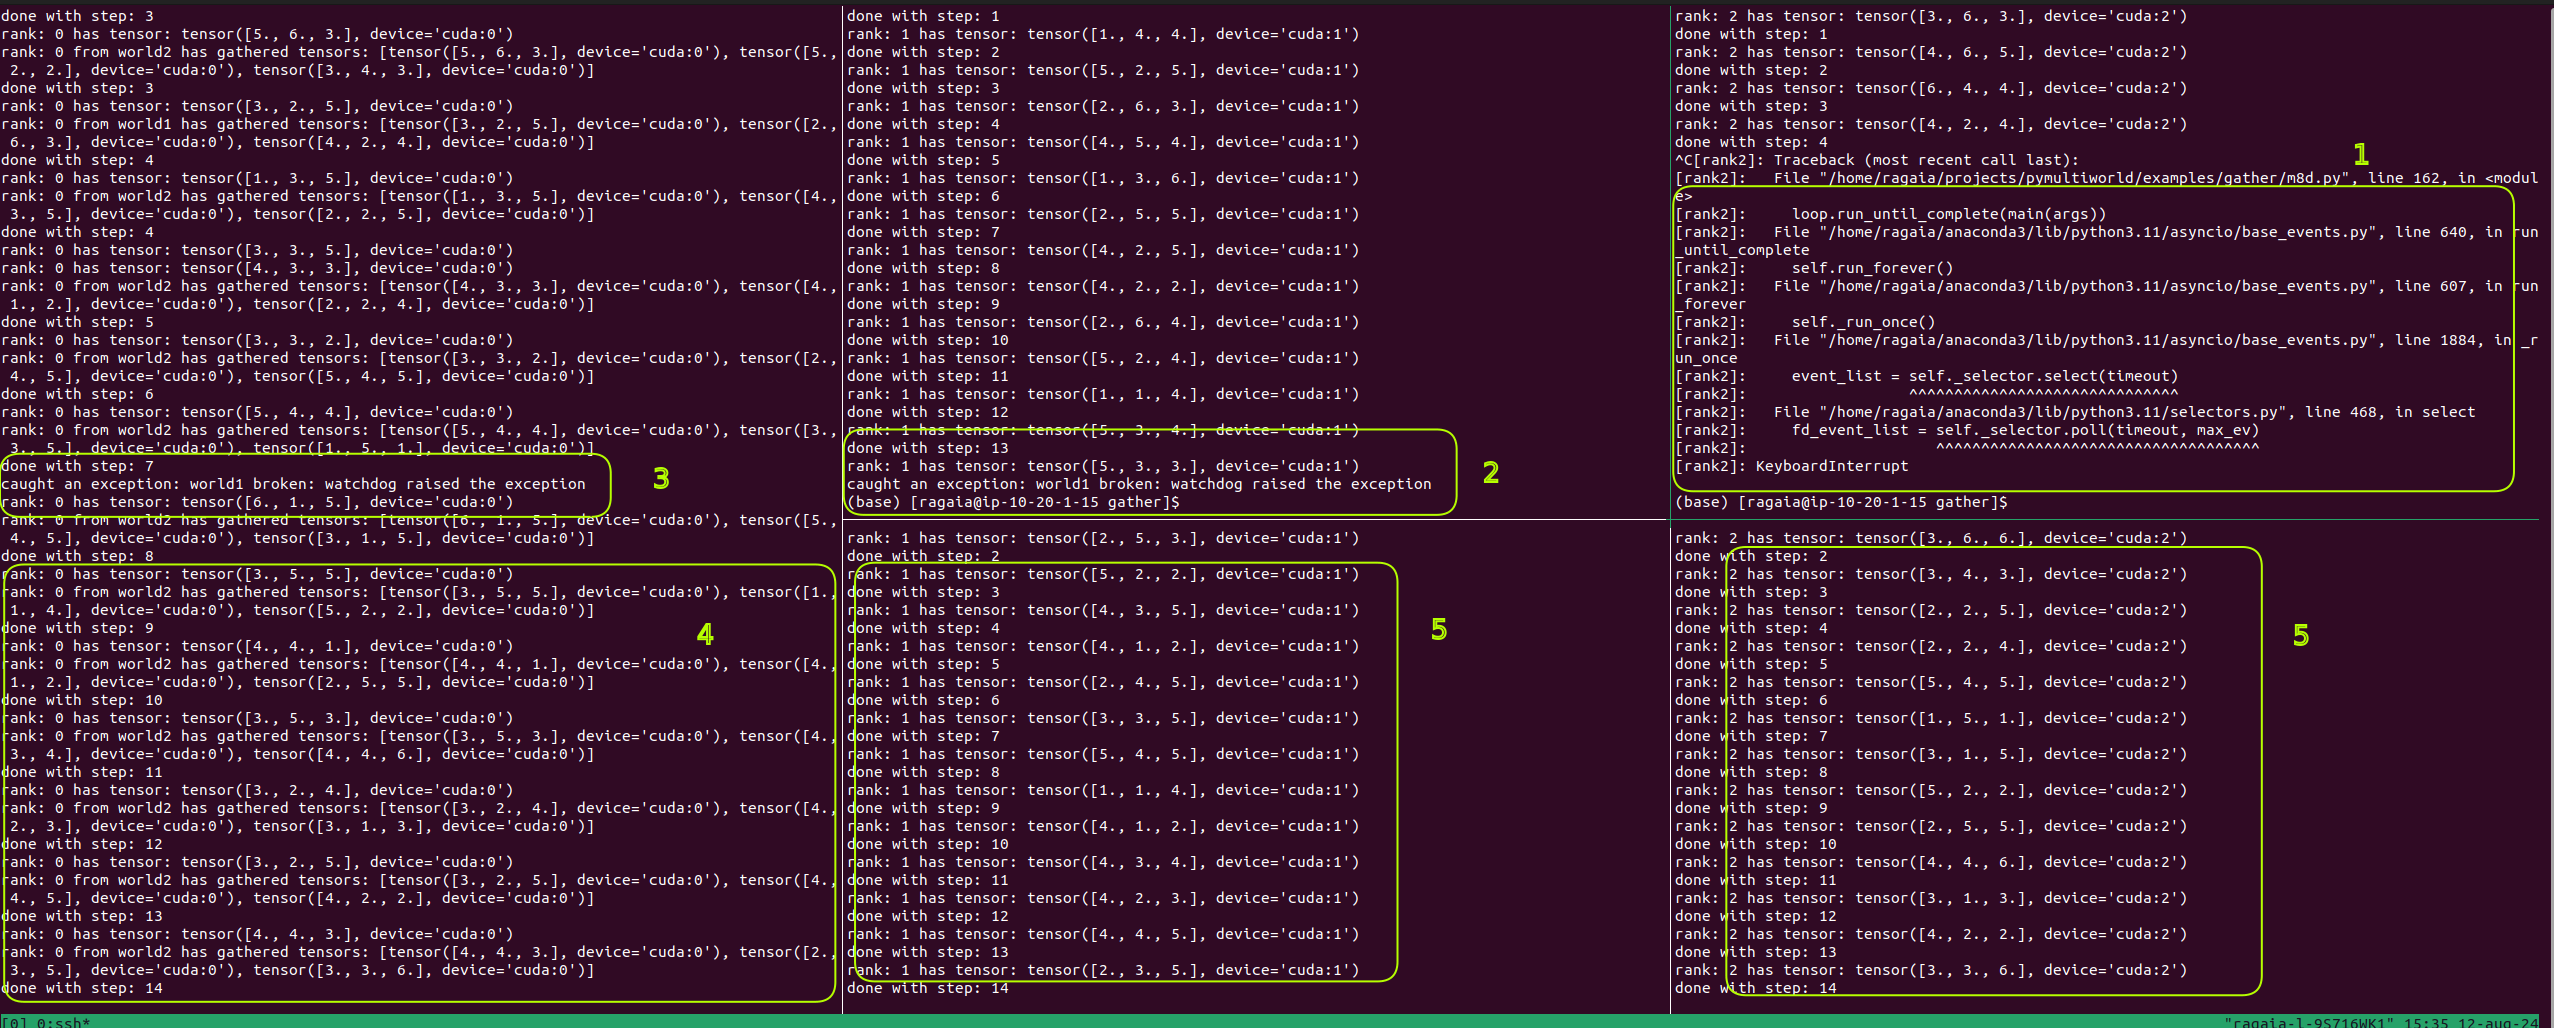 done with step: 3
rank: 0 has tensor: tensor([5., 6., 3.], device='cuda:0')
rank: 0 from world2 has gathered tensors: [tensor([5., 6., 3.], device='cuda:0'), tensor([5.,
 2., 2.], device='cuda:0'), tensor([3., 4., 3.], device='cuda:0')]
done with step: 3
rank: 0 has tensor: tensor([3., 2., 5.], device='cuda:0')
rank: 0 from world1 has gathered tensors: [tensor([3., 2., 5.], device='cuda:0'), tensor([2.,
 6., 3.], device='cuda:0'), tensor([4., 2., 4.], device='cuda:0')]
done with step: 4
rank: 0 has tensor: tensor([1., 3., 5.], device='cuda:0')
rank: 0 from world2 has gathered tensors: [tensor([1., 3., 5.], device='cuda:0'), tensor([4.,
 3., 5.], device='cuda:0'), tensor([2., 2., 5.], device='cuda:0')]
done with step: 4
rank: 0 has tensor: tensor([3., 3., 5.], device='cuda:0')
rank: 0 has tensor: tensor([4., 3., 3.], device='cuda:0')
rank: 0 from world2 has gathered tensors: [tensor([4., 3., 3.], device='cuda:0'), tensor([4.,
 1., 2.], device='cuda:0'), tensor([2., 2., 4.], device='cuda:0')]
done with step: 5
rank: 0 has tensor: tensor([3., 3., 2.], device='cuda:0')
rank: 0 from world2 has gathered tensors: [tensor([3., 3., 2.], device='cuda:0'), tensor([2.,
 4., 5.], device='cuda:0'), tensor([5., 4., 5.], device='cuda:0')]
done with step: 6
rank: 0 has tensor: tensor([5., 4., 4.], device='cuda:0')
rank: 0 from world2 has gathered tensors: [tensor([5., 4., 4.], device='cuda:0'), tensor([3.,
 3., 5.], device='cuda:0'), tensor([1., 5., 1.], device='cuda:0')]
done with step: 7
caught an exception: world1 broken: watchdog raised the exception
rank: 0 has tensor: tensor([6., 1., 5.], device='cuda:0')
3
rank: 0 from world2 has gathered tensors: [tensor([6., 1., 5.], device='cuda:0'), tensor([5.,
 4., 5.], device='cuda:0'), tensor([3., 1., 5.], device='cuda:0')]
done with step: 8
rank: 0 has tensor: tensor([3., 5., 5.], device='cuda:0')
rank: 0 from world2 has gathered tensors: [tensor([3., 5., 5.], device='cuda:0'), tensor([1.,
 1., 4.], device='cuda:0'), tensor([5., 2., 2.], device='cuda:0')]
done with step: 9
4
rank: 0 has tensor: tensor([4., 4., 1.], device='cuda:0')
rank: 0 from world2 has gathered tensors: [tensor([4., 4., 1.], device='cuda:0'), tensor([4.,
 1., 2.], device='cuda:0'), tensor([2., 5., 5.], device='cuda:0')]
done with step: 10
rank: 0 has tensor: tensor([3., 5., 3.], device='cuda:0')
rank: 0 from world2 has gathered tensors: [tensor([3., 5., 3.], device='cuda:0'), tensor([4.,
 3., 4.], device='cuda:0'), tensor([4., 4., 6.], device='cuda:0')]
done with step: 11
rank: 0 has tensor: tensor([3., 2., 4.], device='cuda:0')
rank: 0 from world2 has gathered tensors: [tensor([3., 2., 4.], device='cuda:0'), tensor([4.,
 2., 3.], device='cuda:0'), tensor([3., 1., 3.], device='cuda:0')]
done with step: 12
rank: 0 has tensor: tensor([3., 2., 5.], device='cuda:0')
rank: 0 from world2 has gathered tensors: [tensor([3., 2., 5.], device='cuda:0'), tensor([4.,
 4., 5.], device='cuda:0'), tensor([4., 2., 2.], device='cuda:0')]
done with step: 13
rank: 0 has tensor: tensor([4., 4., 3.], device='cuda:0')
rank: 0 from world2 has gathered tensors: [tensor([4., 4., 3.], device='cuda:0'), tensor([2.,
 3., 5.], device='cuda:0'), tensor([3., 3., 6.], device='cuda:0')]
done with step: 14
done with step: 1
rank: 1 has tensor: tensor([1., 4., 4.], device='cuda:1')
done with step: 2
rank: 1 has tensor: tensor([5., 2., 5.], device='cuda:1')
done with step: 3
rank: 1 has tensor: tensor([2., 6., 3.], device='cuda:1')
done with step: 4
rank: 1 has tensor: tensor([4., 5., 4.], device='cuda:1')
done with step: 5
rank: 1 has tensor: tensor([1., 3., 6.], device='cuda:1')
done with step: 6
rank: 1 has tensor: tensor([2., 5., 5.], device='cuda:1')
done with step: 7
rank: 1 has tensor: tensor([4., 2., 5.], device='cuda:1')
done with step: 8
rank: 1 has tensor: tensor([4., 2., 2.], device='cuda:1')
done with step: 9
rank: 1 has tensor: tensor([2., 6., 4.], device='cuda:1')
done with step: 10
rank: 1 has tensor: tensor([5., 2., 4.], device='cuda:1')
done with step: 11
rank: 1 has tensor: tensor([1., 1., 4.], device='cuda:1')
done with step: 12
rank: 1 has tensor: tensor([5., 3., 4.], device='cuda:1')
done with step: 13
rank: 1 has tensor: tensor([5., 3., 3.], device='cuda:1')
2
caught an exception: world1 broken: watchdog raised the exception
(base) [ragaia@ip-10-20-1-15 gather]$
rank: 1 has tensor: tensor([2., 5., 3.], device='cuda:1')
done with step: 2
rank: 1 has tensor: tensor([5., 2., 2.], device='cuda:1')
done with step: 3
rank: 1 has tensor: tensor([4., 3., 5.], device='cuda:1')
done with step: 4
5
rank: 1 has tensor: tensor([4., 1., 2.], device='cuda:1')
done with step: 5
rank: 1 has tensor: tensor([2., 4., 5.], device='cuda:1')
done with step: 6
rank: 1 has tensor: tensor([3., 3., 5.], device='cuda:1')
done with step: 7
rank: 1 has tensor: tensor([5., 4., 5.], device='cuda:1')
done with step: 8
rank: 1 has tensor: tensor([1., 1., 4.], device='cuda:1')
done with step: 9
rank: 1 has tensor: tensor([4., 1., 2.], device='cuda:1')
done with step: 10
rank: 1 has tensor: tensor([4., 3., 4.], device='cuda:1')
done with step: 11
rank: 1 has tensor: tensor([4., 2., 3.], device='cuda:1')
done with step: 12
rank: 1 has tensor: tensor([4., 4., 5.], device='cuda:1')
done with step: 13
rank: 1 has tensor: tensor([2., 3., 5.], device='cuda:1')
done with step: 14
rank: 2 has tensor: tensor([3., 6., 3.], device='cuda:2')
done with step: 1
rank: 2 has tensor: tensor([4., 6., 5.], device='cuda:2')
done with step: 2
rank: 2 has tensor: tensor([6., 4., 4.], device='cuda:2')
done with step: 3
rank: 2 has tensor: tensor([4., 2., 4.], device='cuda:2')
done with step: 4
1
^C[rank2]: Traceback (most recent call last):
[rank2]:   File "/home/ragaia/projects/pymultiworld/examples/gather/m8d.py", line 162, in <modul
e>
[rank2]:     loop.run_until_complete(main(args))
[rank2]:   File "/home/ragaia/anaconda3/lib/python3.11/asyncio/base_events.py", line 640, in run
_until_complete
[rank2]:     self.run_forever()
[rank2]:   File "/home/ragaia/anaconda3/lib/python3.11/asyncio/base_events.py", line 607, in run
_forever
[rank2]:     self._run_once()
[rank2]:   File "/home/ragaia/anaconda3/lib/python3.11/asyncio/base_events.py", line 1884, in _r
un_once
[rank2]:     event_list = self._selector.select(timeout)
[rank2]:                  ^^^^^^^^^^^^^^^^^^^^^^^^^^^^^^
[rank2]:   File "/home/ragaia/anaconda3/lib/python3.11/selectors.py", line 468, in select
[rank2]:     fd_event_list = self._selector.poll(timeout, max_ev)
[rank2]:                     ^^^^^^^^^^^^^^^^^^^^^^^^^^^^^^^^^^^^
[rank2]: KeyboardInterrupt
(base) [ragaia@ip-10-20-1-15 gather]$
rank: 2 has tensor: tensor([3., 6., 6.], device='cuda:2')
done with step: 2
rank: 2 has tensor: tensor([3., 4., 3.], device='cuda:2')
done with step: 3
rank: 2 has tensor: tensor([2., 2., 5.], device='cuda:2')
done with step: 4
5
rank: 2 has tensor: tensor([2., 2., 4.], device='cuda:2')
done with step: 5
rank: 2 has tensor: tensor([5., 4., 5.], device='cuda:2')
done with step: 6
rank: 2 has tensor: tensor([1., 5., 1.], device='cuda:2')
done with step: 7
rank: 2 has tensor: tensor([3., 1., 5.], device='cuda:2')
done with step: 8
rank: 2 has tensor: tensor([5., 2., 2.], device='cuda:2')
done with step: 9
rank: 2 has tensor: tensor([2., 5., 5.], device='cuda:2')
done with step: 10
rank: 2 has tensor: tensor([4., 4., 6.], device='cuda:2')
done with step: 11
rank: 2 has tensor: tensor([3., 1., 3.], device='cuda:2')
done with step: 12
rank: 2 has tensor: tensor([4., 2., 2.], device='cuda:2')
done with step: 13
rank: 2 has tensor: tensor([3., 3., 6.], device='cuda:2')
done with step: 14
[0] 0:ssh*
"ragaia-l-9S716WK1" 15:35 12-aug-24